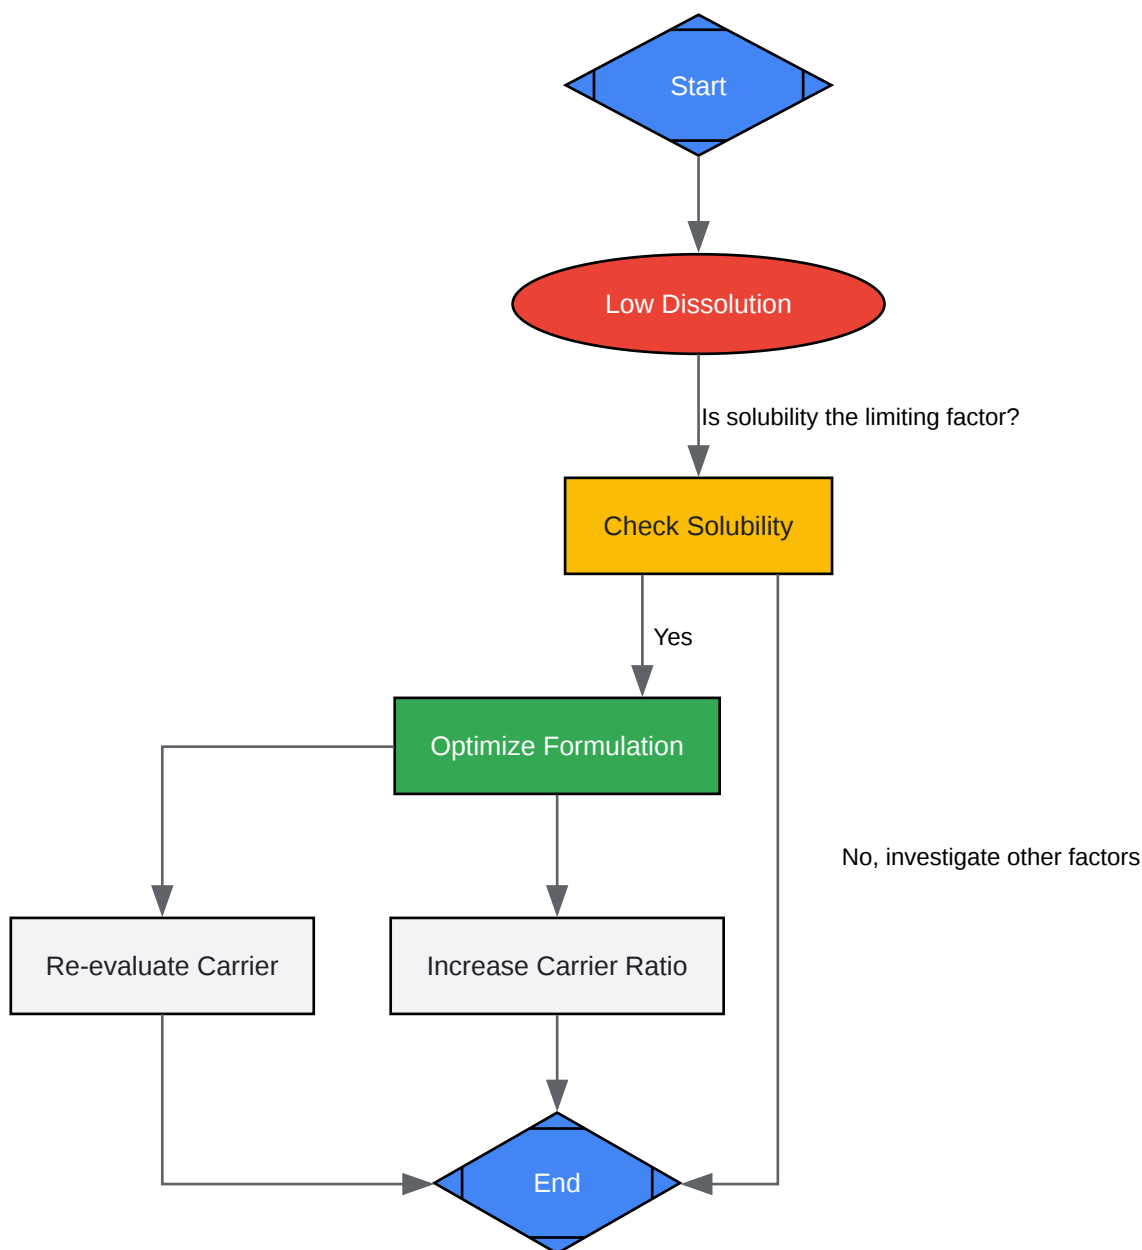 Start
Low Dissolution
Is solubility the limiting factor?
Check Solubility
Yes
Optimize Formulation
No, investigate other factors
Re-evaluate Carrier
Increase Carrier Ratio
End